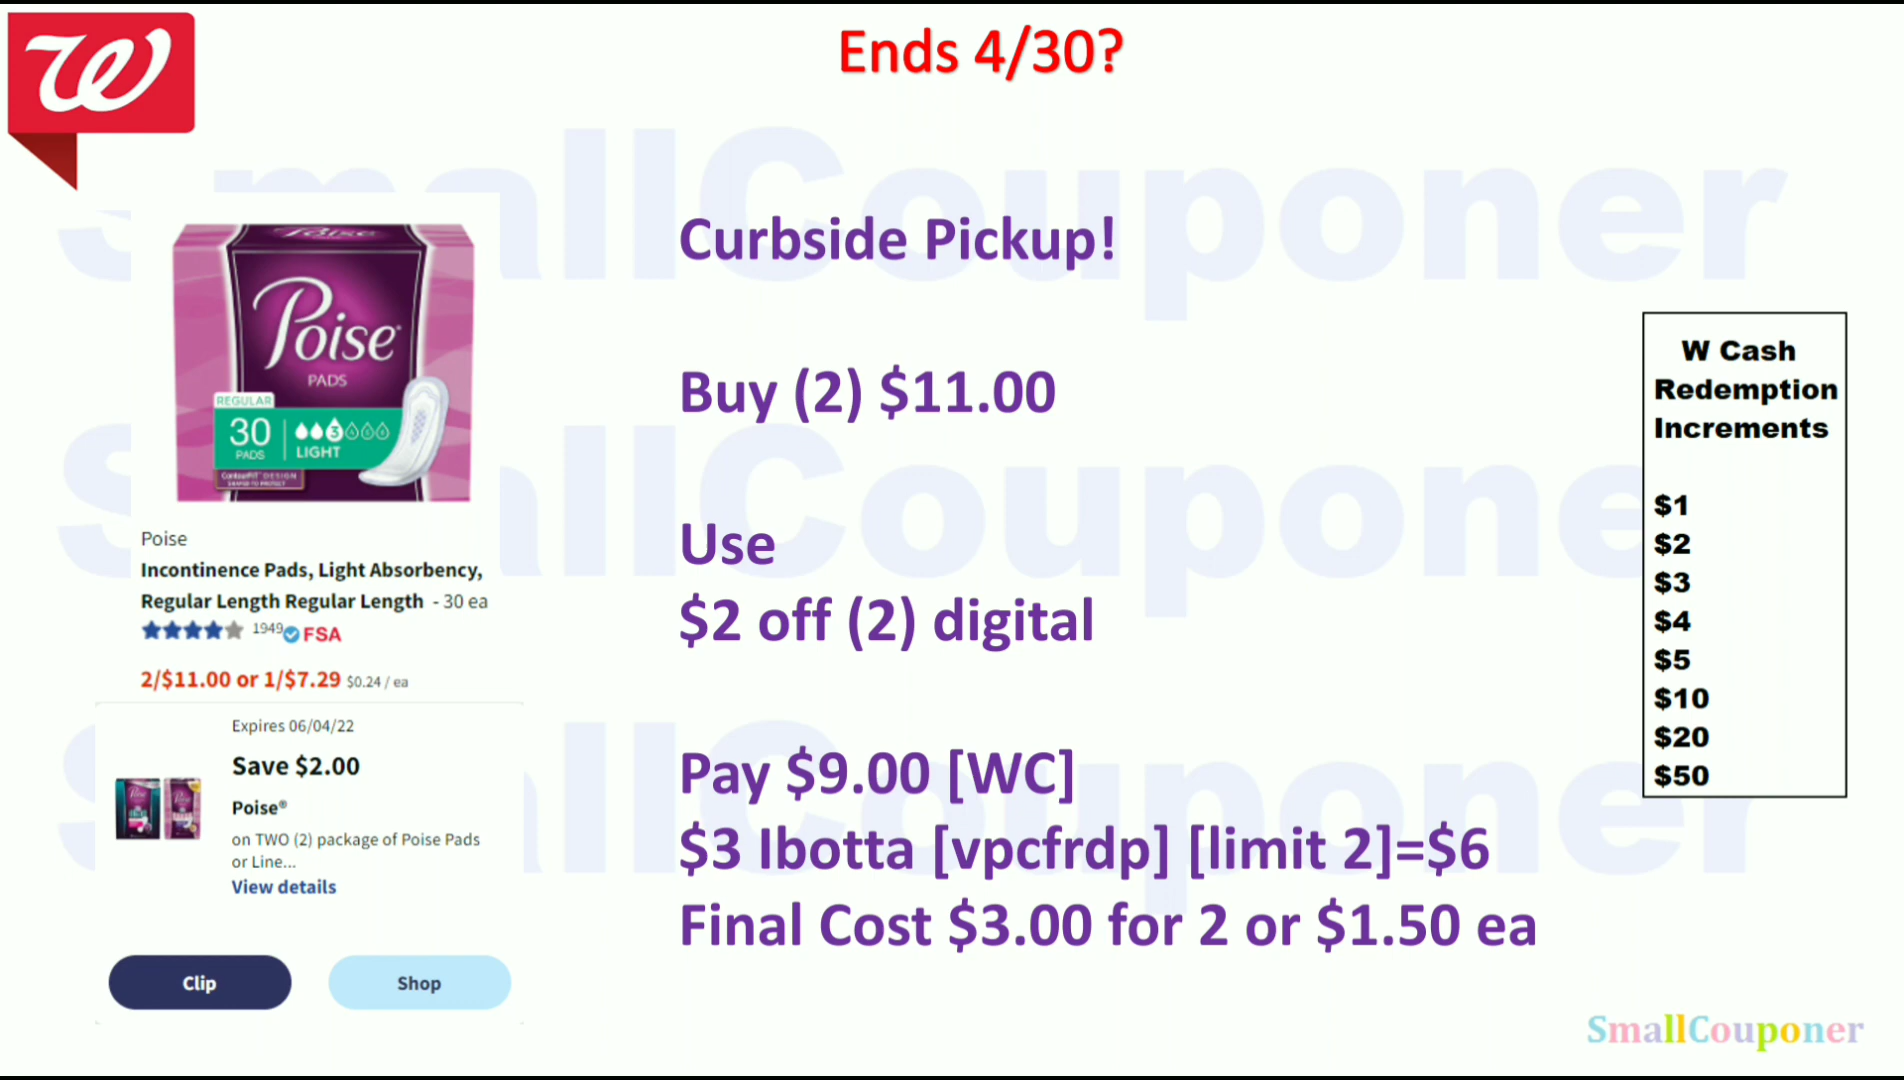 Ends 4/30?
W
Curbside Pickup!
Buy (2) $11.00
Use
$2 off (2) digital
Pay $9.00 [WC]
$3 Ibotta [vpcfrdp] [limit 2]=$6
Final Cost $3.00 for 2 or $1.50 ea
Poise
Poise
PADS
REGULAR
30
PADS
3
LIGHT
DESIGN
Poise
Incontinence Pads, Light Absorbency,
Regular Length Regular Length - 30 ea
1949 FSA
2/$11.00 or 1/$7.29 $0.24 / ea
Expires 06/04/22
Save $2.00
Poise®
on TWO (2) package of Poise Pads
or Line...
View details
Clip
Shop
W Cash
Redemption
Increments
$1
$2
$3
$4
$5
$10
$20
$50
SmallCouponer
SmallCouponer
SmallCouponer
SmallCouponer